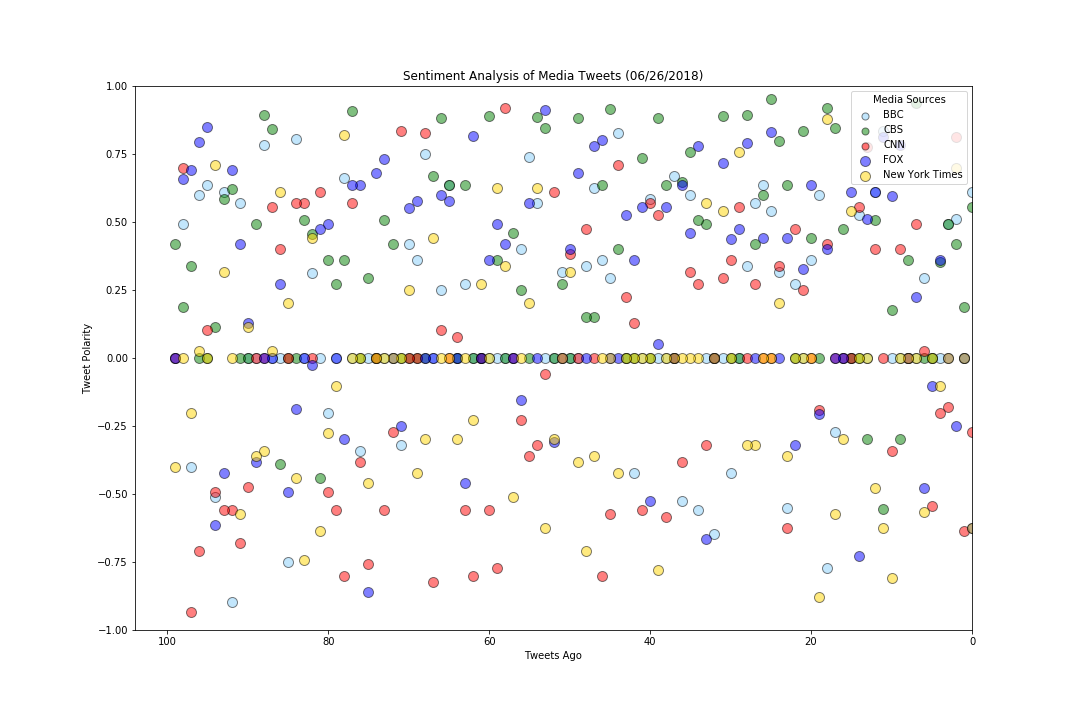 Sentiment Analysis of Media Tweets (06/26/2018)
Media Sources
BBC
CBS
CNN
FOX
New York Times
Tweet Polarity
1.00
0.75
0.50
0.25
0.00
−0.25
−0.50
−0.75
−1.00
100
80
60
40
20
0
Tweets Ago